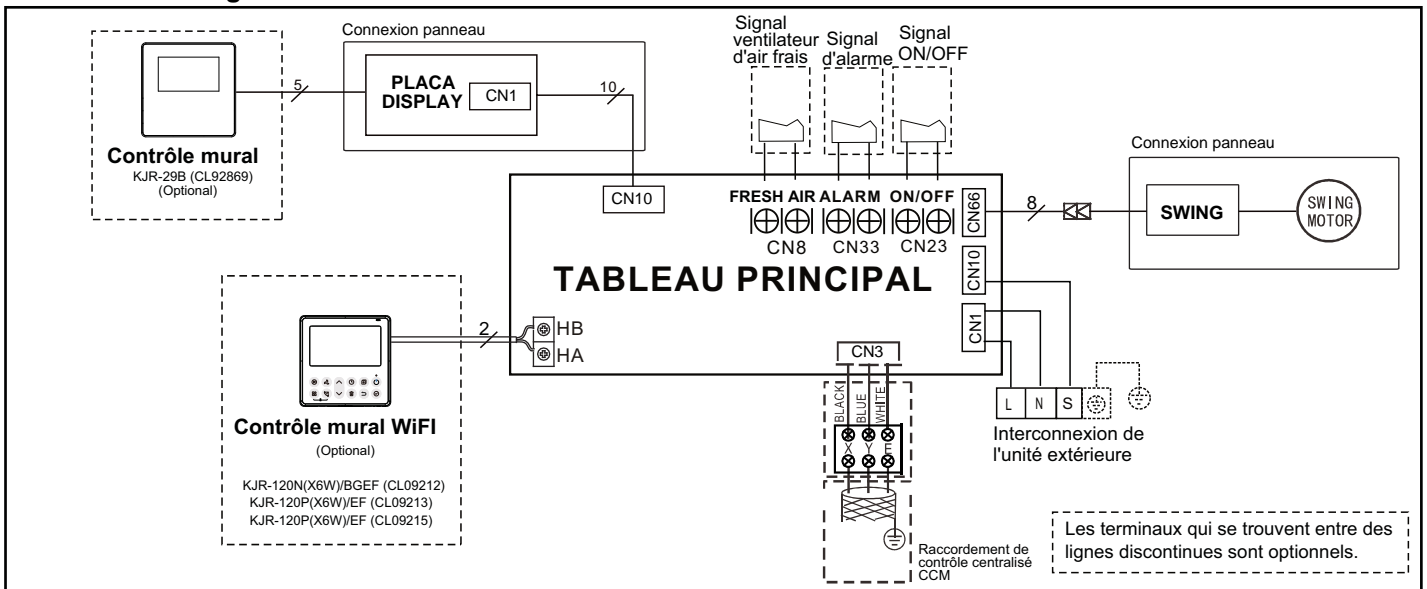 Connexion panneau
5
PLACA
DISPLAY
CN1
10
Contrôle mural
KJR-29B (CL92869)
(Optional)
CN10
Signal
ventilateur
d'air frais
Signal
d'alarme
Signal
ON/OFF
FRESH AIR ALARM ON/OFF
CN8 CN33 CN23
TABLEAU PRINCIPAL
CN66
CN10
CN1
8
Connexion panneau
SWING
SWING
MOTOR
2
HB
HA
Contrôle mural WiFI
(Optional)
KJR-120N(X6W)/BGEF (CL09212)
KJR-120P(X6W)/EF (CL09213)
KJR-120P(X6W)/EF (CL09215)
CN3
BLACK
BLUE
WHITE
X Y E
Raccordement de
contrôle centralisé
CCM
L N S
Interconnexion de
l'unité extérieure
Les terminaux qui se trouvent entre des
lignes discontinues sont optionnels.